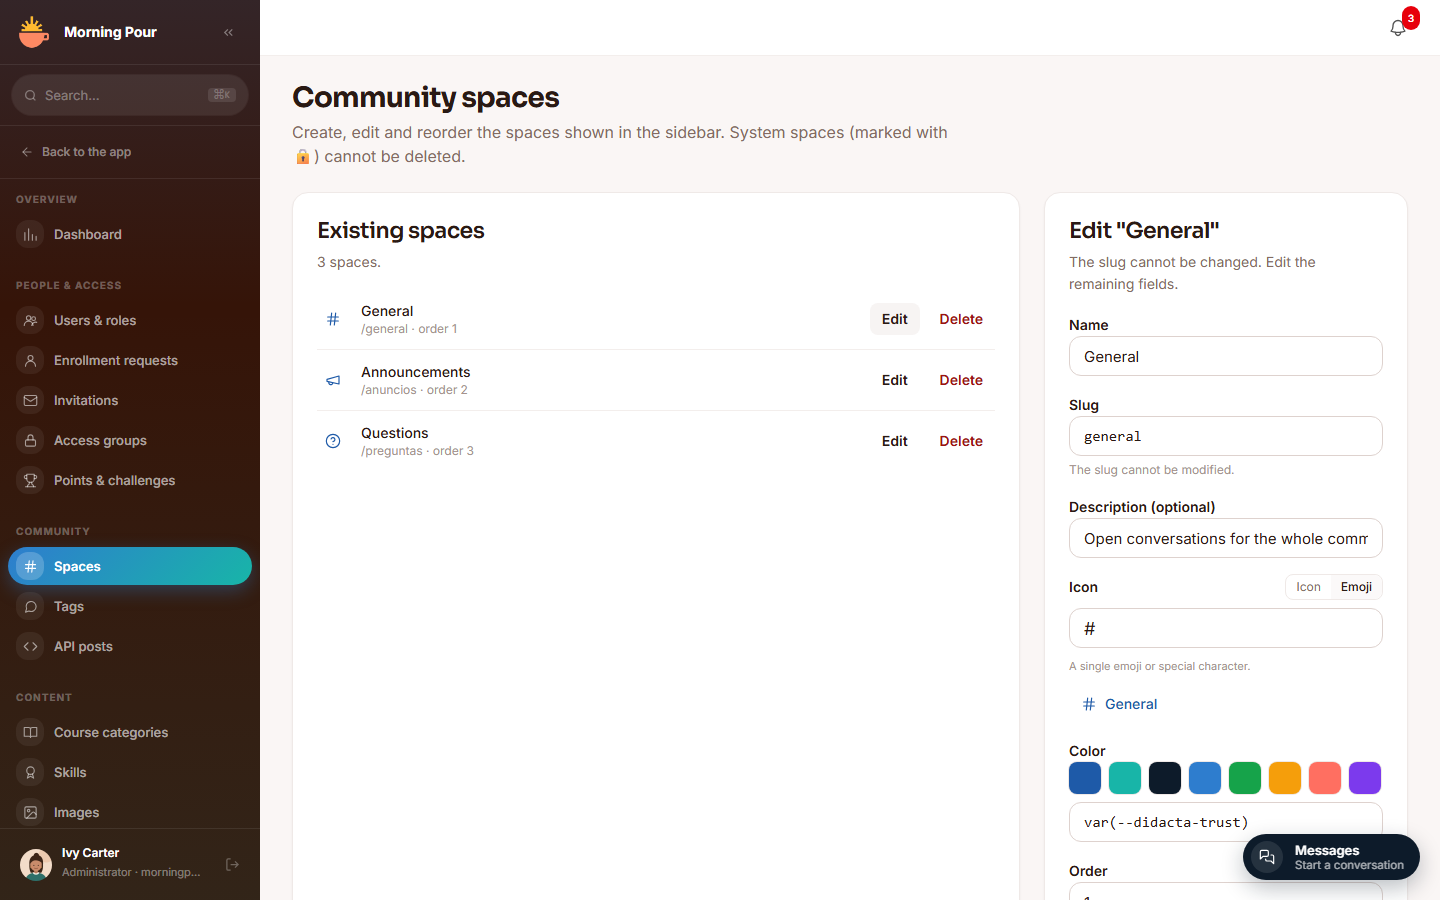 Morning Pour
Search...
⌘K
Back to the app
OVERVIEW
Dashboard
PEOPLE & ACCESS
Users & roles
Enrollment requests
Invitations
Access groups
Points & challenges
COMMUNITY
Spaces
Tags
API posts
CONTENT
Course categories
Skills
Images
Ivy Carter
Administrator · morningp...
3
Community spaces
Create, edit and reorder the spaces shown in the sidebar. System spaces (marked with
🔒) cannot be deleted.
Existing spaces
3 spaces.
General
/general · order 1
Edit
Delete
Announcements
/anuncios · order 2
Edit
Delete
Questions
/preguntas · order 3
Edit
Delete
Edit "General"
The slug cannot be changed. Edit the
remaining fields.
Name
General
Slug
general
The slug cannot be modified.
Description (optional)
Open conversations for the whole comm
Icon
Icon
Emoji
#
A single emoji or special character.
# General
Color
var(--didacta-trust)
Order
Messages
Start a conversation